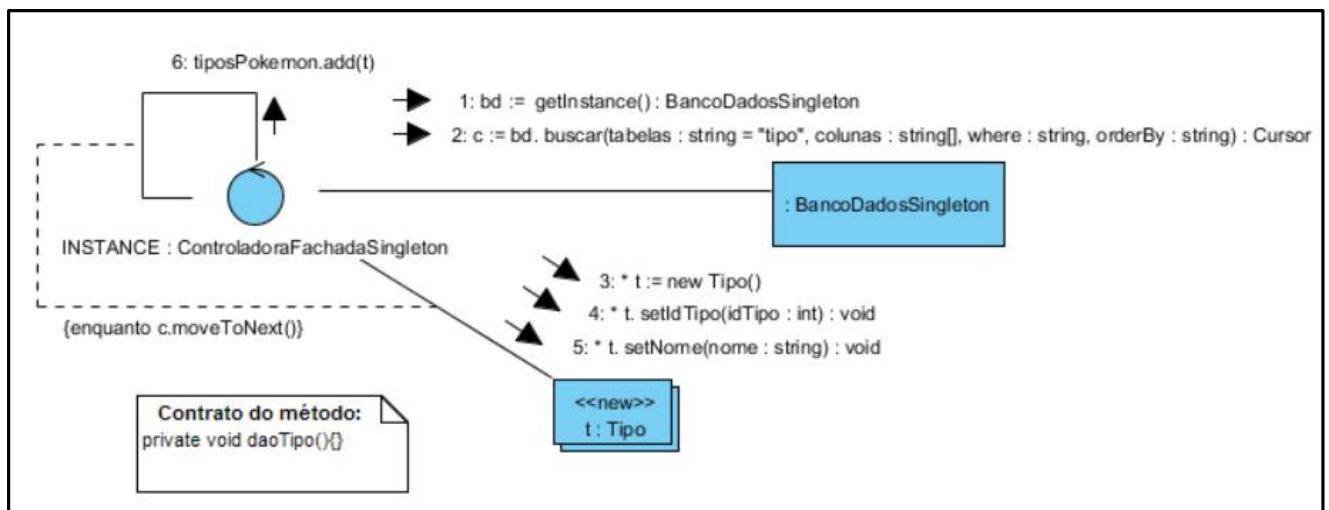 6: tiposPokemon.add(t)
1: bd := getInstance() : BancoDadosSingleton
2: c := bd. buscar(tabelas : string = "tipo", colunas : string[], where : string, orderBy : string) : Cursor
: BancoDadosSingleton
INSTANCE : ControladoraFachadaSingleton
3: * t := new Tipo()
4: * t. setIdTipo(idTipo : int) : void
{enquanto c.moveToNext()}
5: * t. setNome(nome : string) : void
<<new>>
t : Tipo
Contrato do método:
private void daoTipo(){}